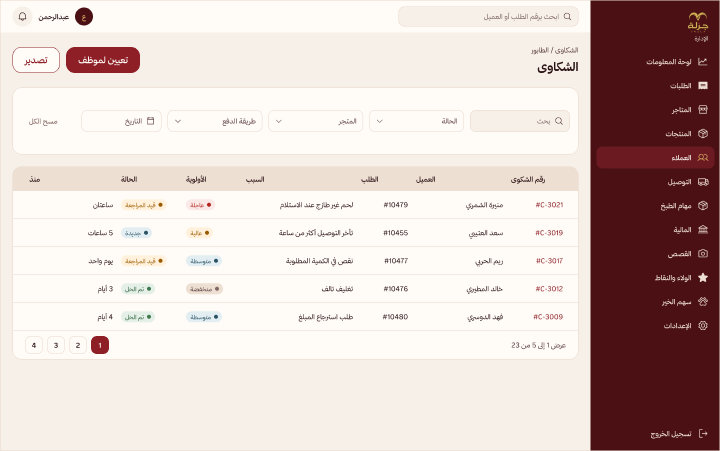 جزلة
الإدارة
لوحة المعلومات
الطلبات
المتاجر
المنتجات
العملاء
التوصيل
مهام الطبخ
المالية
القصص
الولاء والنقاط
سهم الخير
الإعدادات
تسجيل الخروج
ابحث برقم الطلب أو العميل
عبدالرحمن
ع
الشكاوى / الطابور
الشكاوى
تعيين لموظف
تصدير
بحث
الحالة
المتجر
طريقة الدفع
التاريخ
مسح الكل
رقم الشكوى العميل الطلب السبب الأولوية الحالة منذ
#C-3021 منيرة الشمري #10479 لحم غير طازج عند الاستلام عاجلة قيد المراجعة ساعتان
#C-3019 سعد العتيبي #10455 تأخر التوصيل أكثر من ساعة عالية جديدة 5 ساعات
#C-3017 ريم الحربي #10477 نقص في الكمية المطلوبة متوسطة قيد المراجعة يوم واحد
#C-3012 خالد المطيري #10476 تغليف تالف منخفضة تم الحل 3 أيام
#C-3009 فهد الدوسري #10480 طلب استرجاع المبلغ متوسطة تم الحل 4 أيام
عرض 1 إلى 5 من 23
1 2 3 4